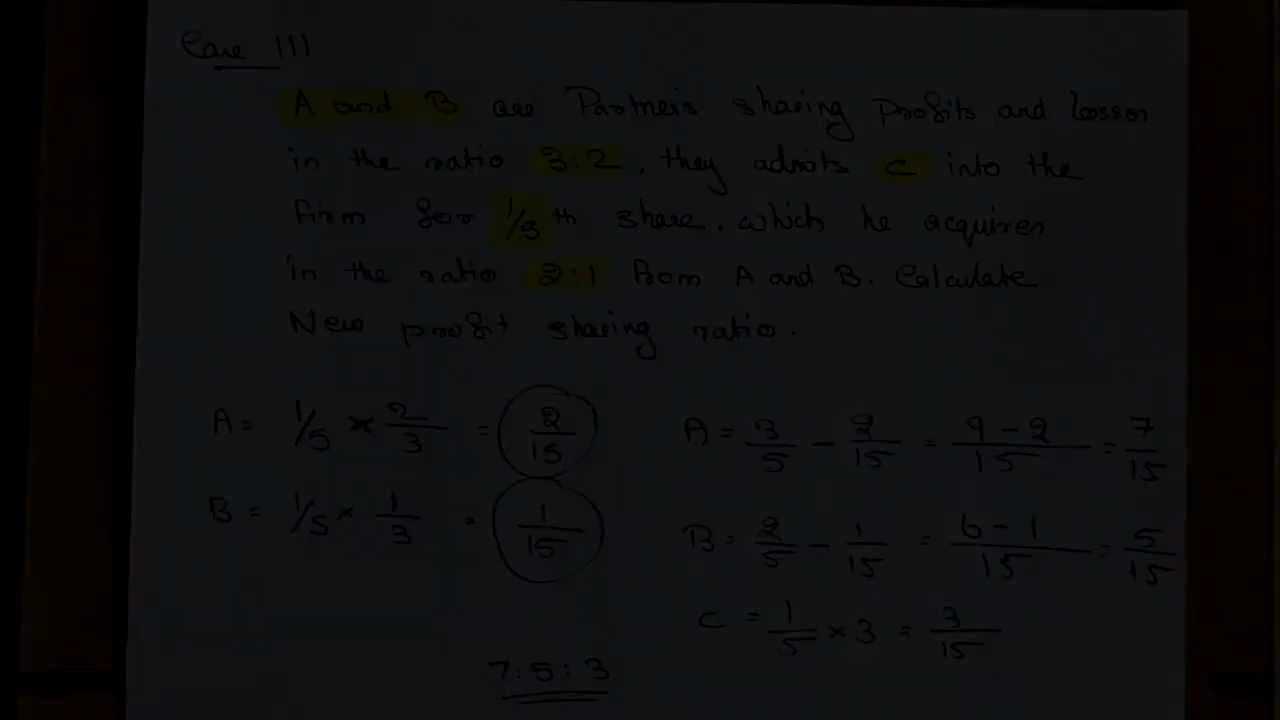 Case III
A and B are Partners sharing profits and losses
in the ratio 3:2, they admits C into the
firm for 1/5th share, which he acquires
in the ratio 2:1 from A and B. Calculate
New profit sharing ratio.
A = 1/5 × 2/3 = 2/15
B = 1/5 × 1/3 = 1/15
A = 3/5 - 2/15 = 9-2/15 = 7/15
B = 2/5 - 1/15 = 6-1/15 = 5/15
C = 1/5 × 3 = 3/15
7:5:3